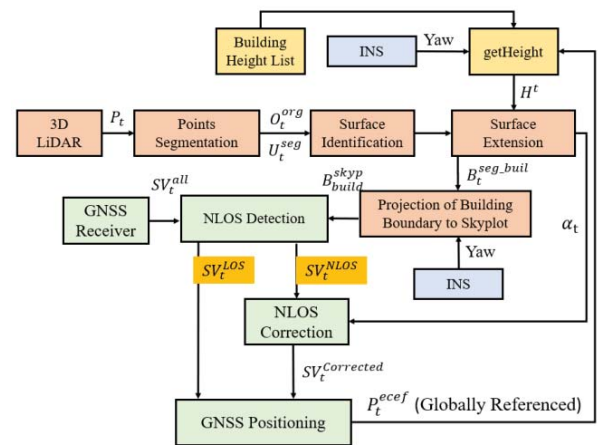 Building
Height List
INS
Yaw
getHeight
H^t
3D
LiDAR
P_t
Points
Segmentation
O_t^{org}
U_t^{seg}
Surface
Identification
Surface
Extension
SV_t^{all}
B_{build}^{skyp}
B_t^{seg_buil}
GNSS
Receiver
NLOS Detection
Projection of Building
Boundary to Skyplot
α_t
SV_t^{LOS}
SV_t^{NLOS}
Yaw
INS
NLOS
Correction
SV_t^{Corrected}
P_t^{ecef} (Globally Referenced)
GNSS Positioning